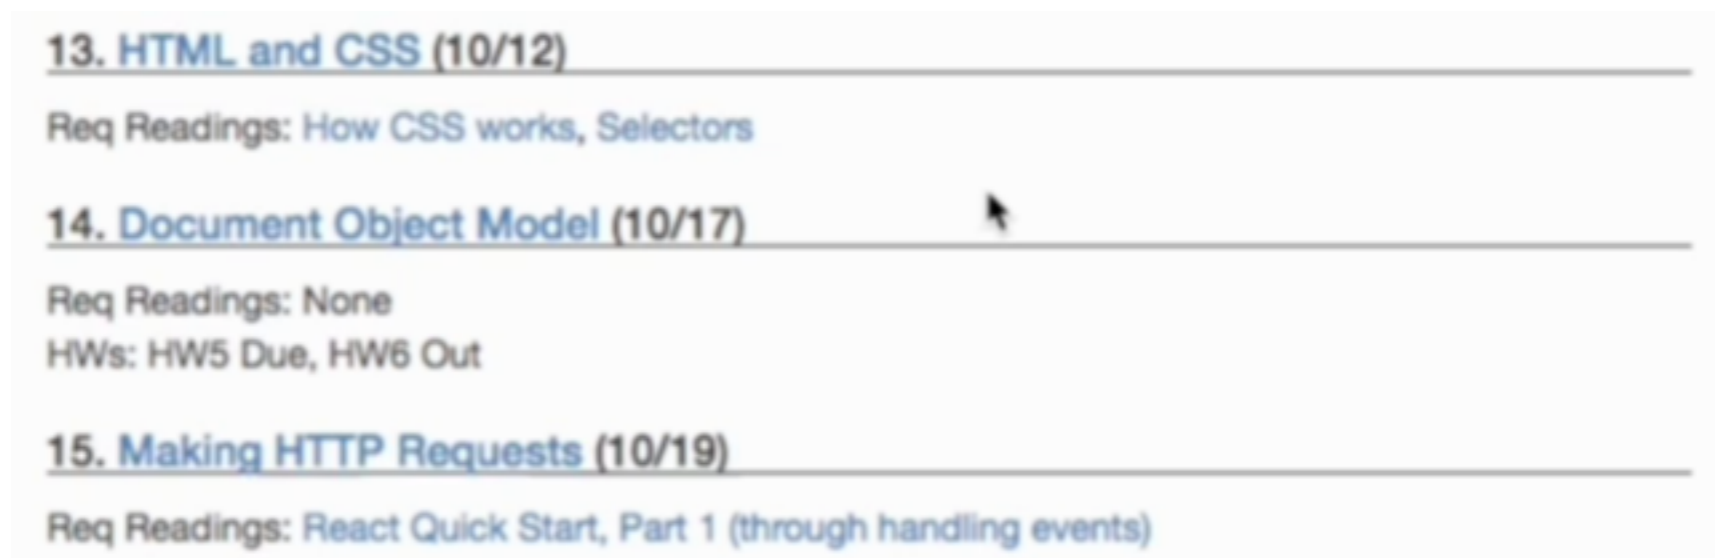 13. HTML and CSS (10/12)
Req Readings: How CSS works, Selectors
14. Document Object Model (10/17)
Req Readings: None
HWs: HW5 Due, HW6 Out
15. Making HTTP Requests (10/19)
Req Readings: React Quick Start, Part 1 (through handling events)